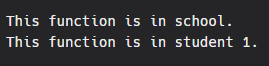 This function is in school.
This function is in student 1.